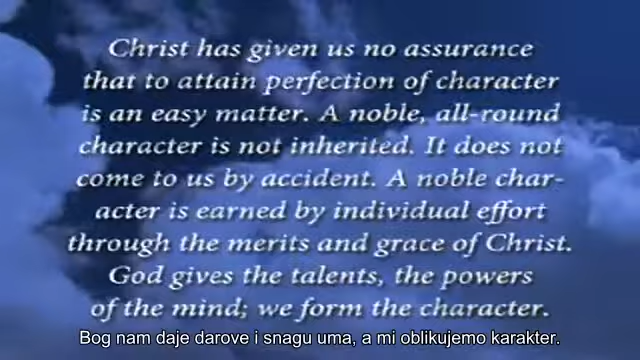 Christ has given us no assurance
that to attain perfection of character
is an easy matter. A noble, all-round
character is not inherited. It does not
come to us by accident. A noble char-
acter is earned by individual effort
through the merits and grace of Christ.
God gives the talents, the powers
of the mind; we form the character.
Bog nam daje darove i snagu uma, a mi oblikujemo karakter.